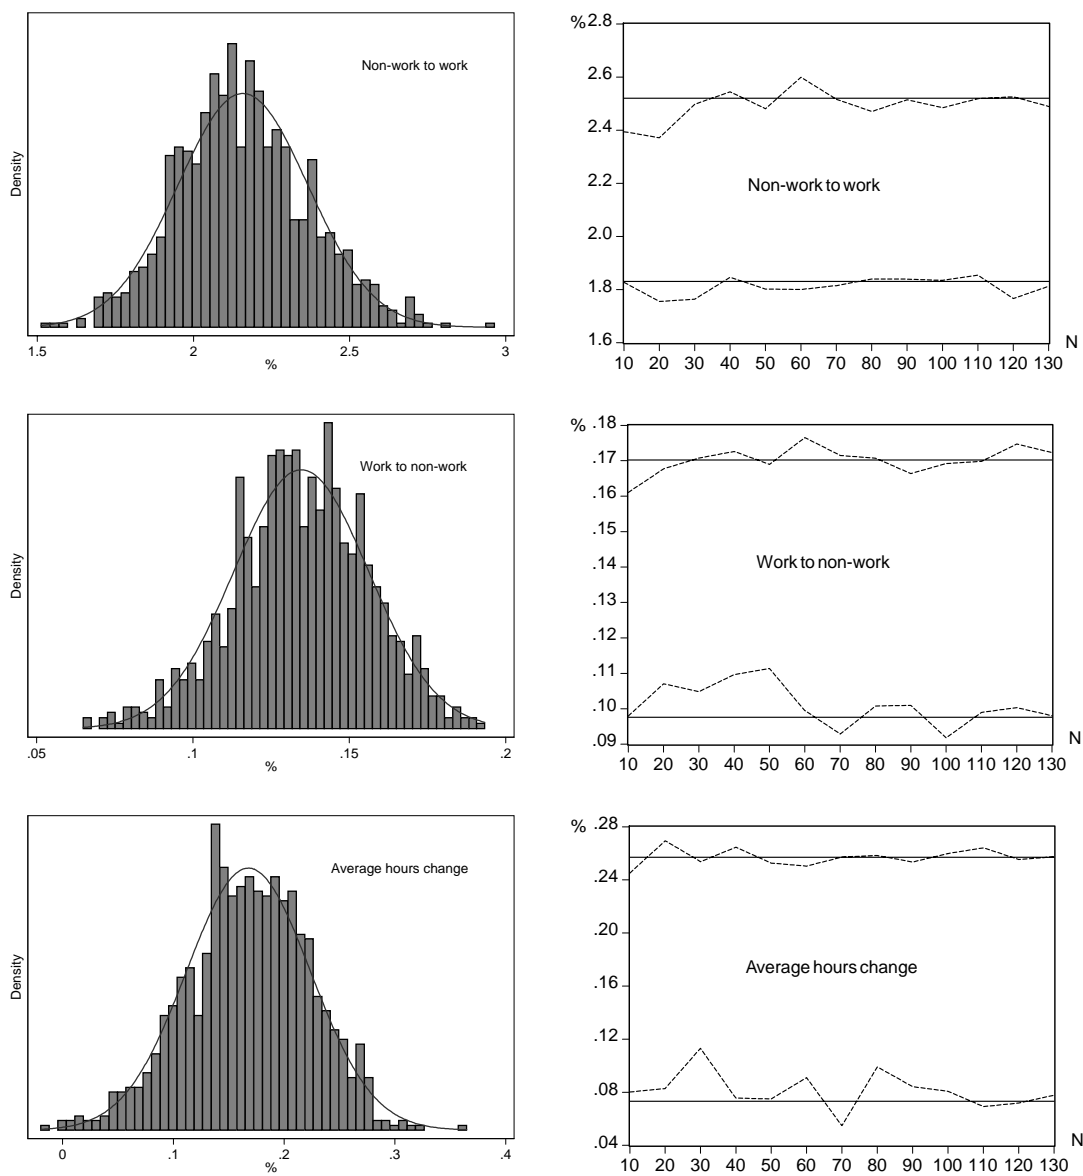 Non-work to work
Density
1.5 2 2.5 3
%
% 2.8
2.6
2.4
2.2
Non-work to work
2.0
1.8
1.6
N
10 20 30 40 50 60 70 80 90 100 110 120 130
Work to non-work
Density
.05 .1 .15 .2
%
% .18
.17
.16
.15
.14
Work to non-work
.13
.12
.11
.10
.09
N
10 20 30 40 50 60 70 80 90 100 110 120 130
Average hours change
Density
0 .1 .2 .3 .4
%
% .28
.24
.20
Average hours change
.16
.12
.08
.04
N
10 20 30 40 50 60 70 80 90 100 110 120 130